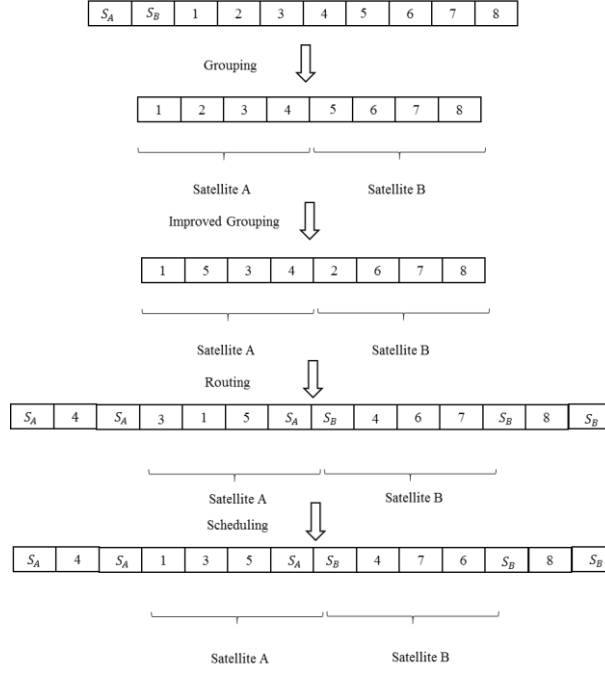 S_A S_B 1 2 3 4 5 6 7 8
Grouping
1 2 3 4 5 6 7 8
Satellite A Satellite B
Improved Grouping
1 5 3 4 2 6 7 8
Satellite A Satellite B
Routing
S_A 4 S_A 3 1 5 S_A S_B 4 6 7 S_B 8 S_B
Satellite A Satellite B
Scheduling
S_A 4 S_A 1 3 5 S_A S_B 4 7 6 S_B 8 S_B
Satellite A Satellite B